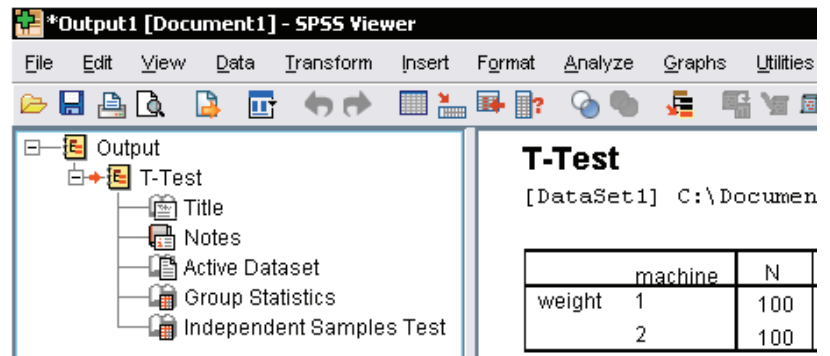 *Output1 [Document1] - SPSS Viewer
File Edit View Data Transform Insert Format Analyze Graphs Utilities
Output
T-Test
Title
Notes
Active Dataset
Group Statistics
Independent Samples Test
T-Test
[DataSet1] C:\Documen
machine N
weight 1 100
2 100